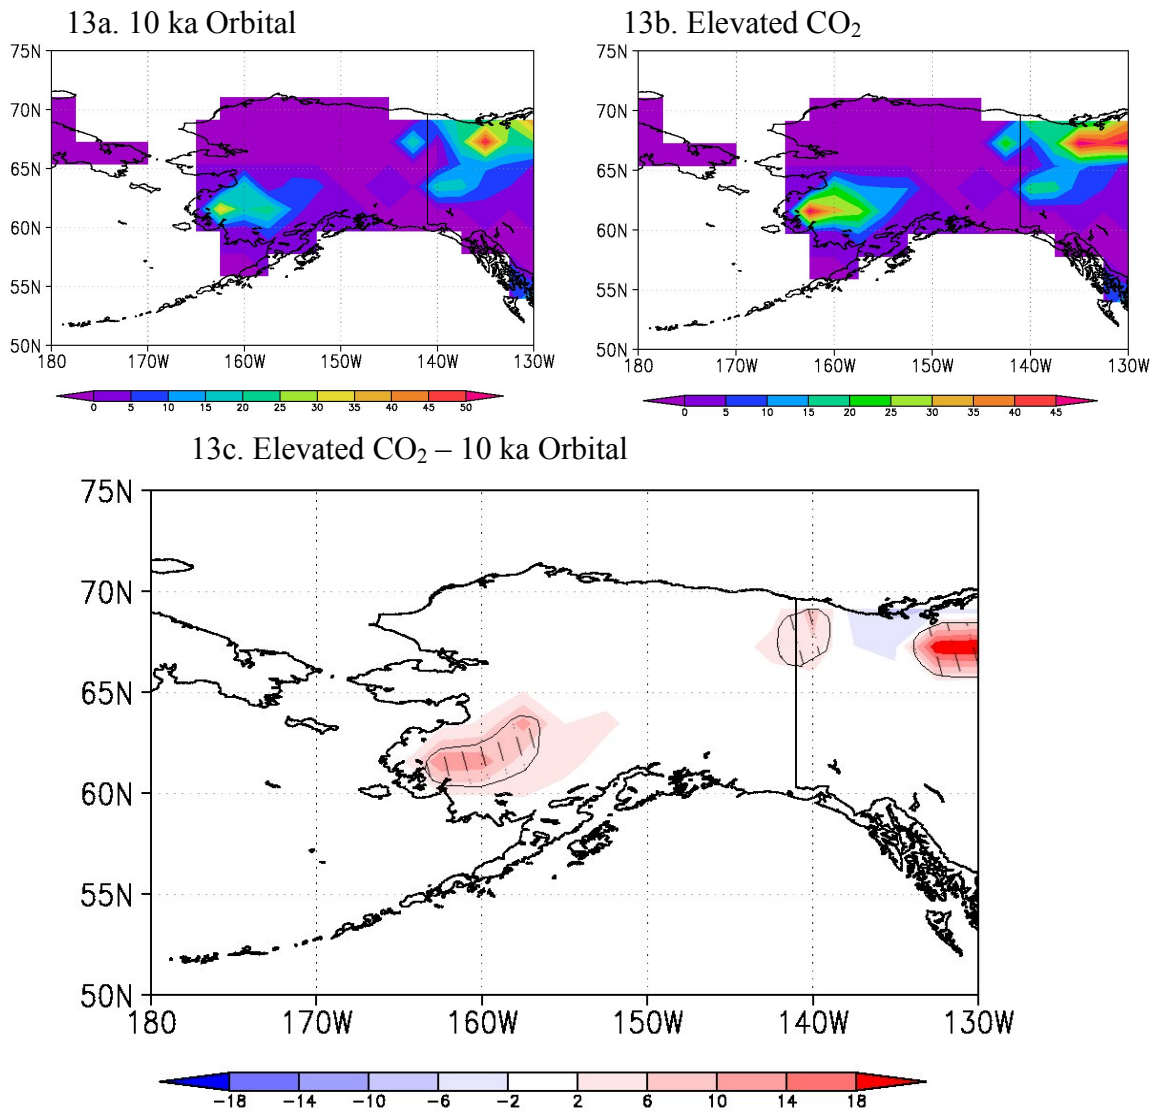 13a. 10 ka Orbital
13b. Elevated CO₂
75N
70N
65N
60N
55N
50N
180 170W 160W 150W 140W 130W
0 5 10 15 20 25 30 35 40 45 50
75N
70N
65N
60N
55N
50N
180 170W 160W 150W 140W 130W
0 5 10 15 20 25 30 35 40 45
13c. Elevated CO₂ – 10 ka Orbital
75N
70N
65N
60N
55N
50N
180 170W 160W 150W 140W 130W
−18 −14 −10 −6 −2 2 6 10 14 18